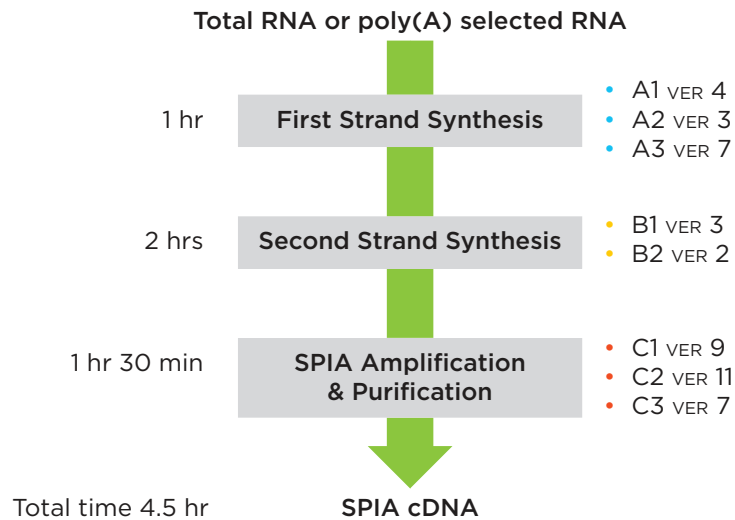 Total RNA or poly(A) selected RNA
1 hr
First Strand Synthesis
• A1 VER 4
• A2 VER 3
• A3 VER 7
2 hrs
Second Strand Synthesis
• B1 VER 3
• B2 VER 2
1 hr 30 min
SPIA Amplification
& Purification
• C1 VER 9
• C2 VER 11
• C3 VER 7
Total time 4.5 hr
SPIA cDNA